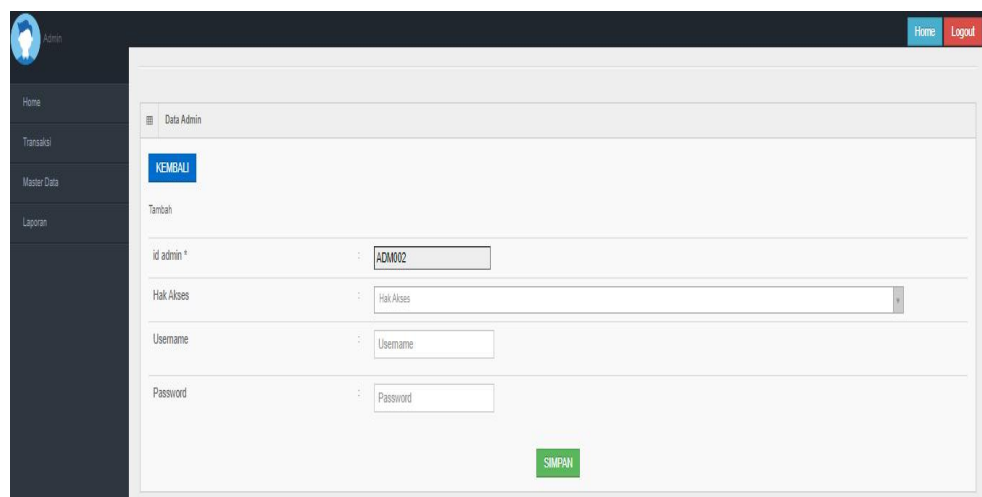 Admin
Home Logout
Home
Transaksi
Master Data
Laporan
Data Admin
KEMBALI
Tambah
id admin * : ADM002
Hak Akses : Hak Akses
Username : Username
Password : Password
SIMPAN